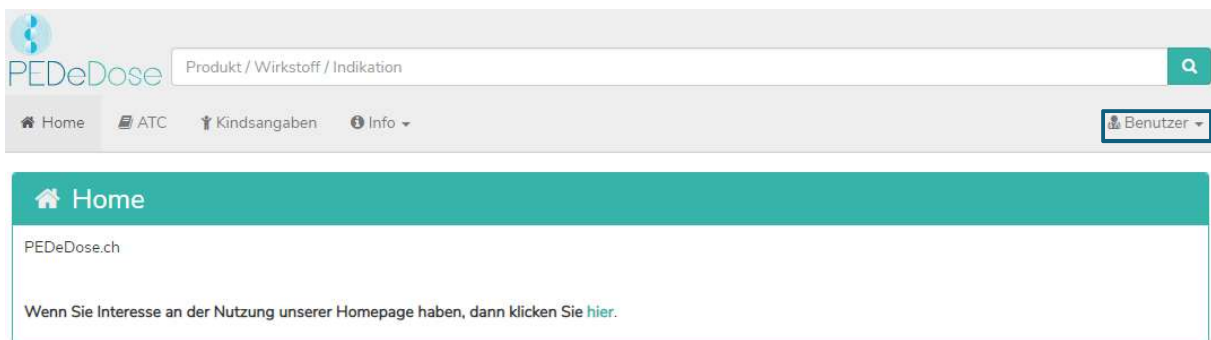 PEDeDose
Produkt / Wirkstoff / Indikation
Home ATC Kindsangaben Info Benutzer
Home
PEDeDose.ch
Wenn Sie Interesse an der Nutzung unserer Homepage haben, dann klicken Sie hier.